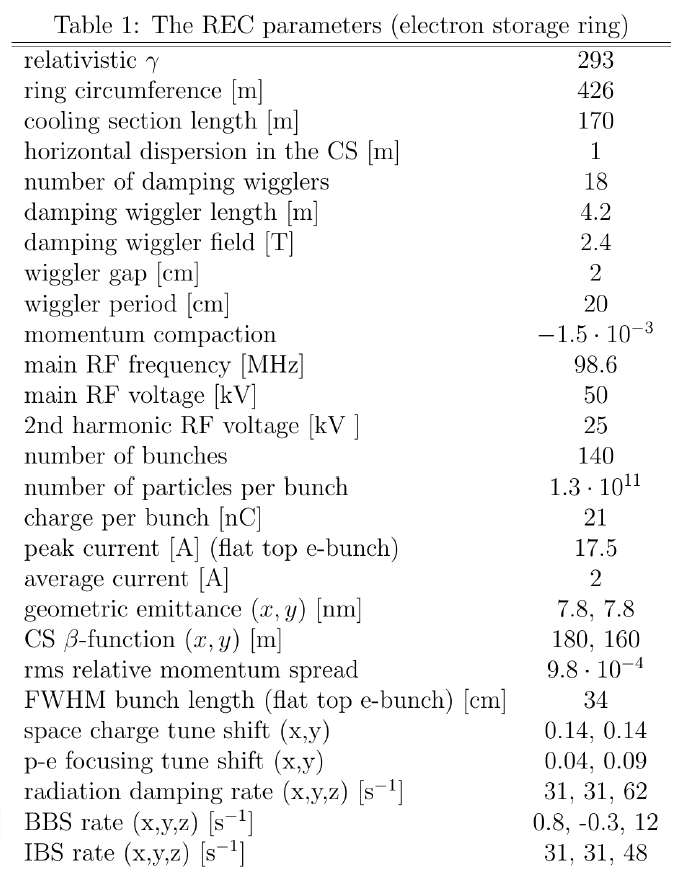 Table 1: The REC parameters (electron storage ring)
relativistic γ 293
ring circumference [m] 426
cooling section length [m] 170
horizontal dispersion in the CS [m] 1
number of damping wigglers 18
damping wiggler length [m] 4.2
damping wiggler field [T] 2.4
wiggler gap [cm] 2
wiggler period [cm] 20
momentum compaction −1.5 · 10⁻³
main RF frequency [MHz] 98.6
main RF voltage [kV] 50
2nd harmonic RF voltage [kV ] 25
number of bunches 140
number of particles per bunch 1.3 · 10¹¹
charge per bunch [nC] 21
peak current [A] (flat top e-bunch) 17.5
average current [A] 2
geometric emittance (x, y) [nm] 7.8, 7.8
CS β-function (x, y) [m] 180, 160
rms relative momentum spread 9.8 · 10⁻⁴
FWHM bunch length (flat top e-bunch) [cm] 34
space charge tune shift (x,y) 0.14, 0.14
p-e focusing tune shift (x,y) 0.04, 0.09
radiation damping rate (x,y,z) [s⁻¹] 31, 31, 62
BBS rate (x,y,z) [s⁻¹] 0.8, -0.3, 12
IBS rate (x,y,z) [s⁻¹] 31, 31, 48